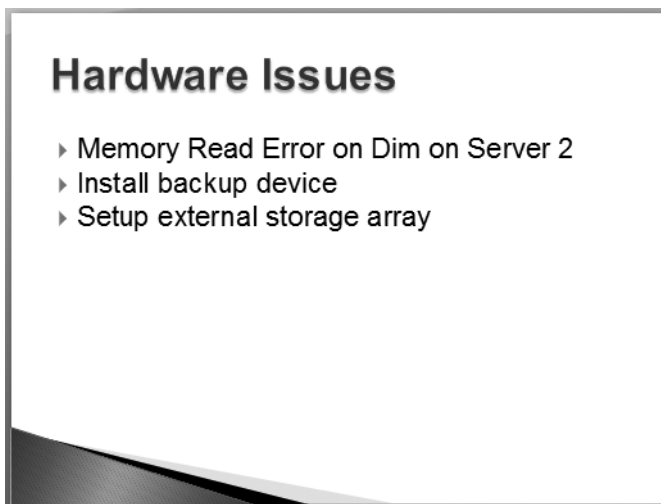 Hardware Issues
Memory Read Error on Dim on Server 2
Install backup device
Setup external storage array